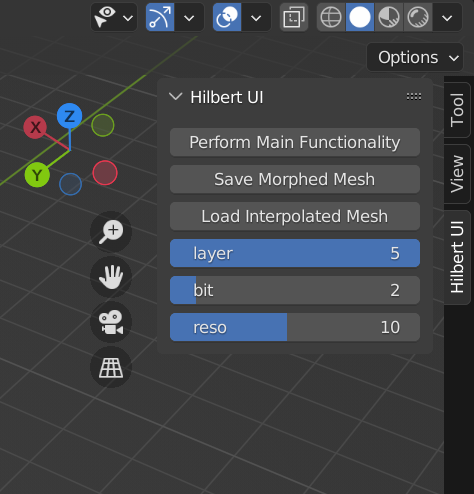 Options
Hilbert UI
Perform Main Functionality
Save Morphed Mesh
Load Interpolated Mesh
layer 5
bit 2
reso 10
X
Z
Y
Tool
View
Hilbert UI